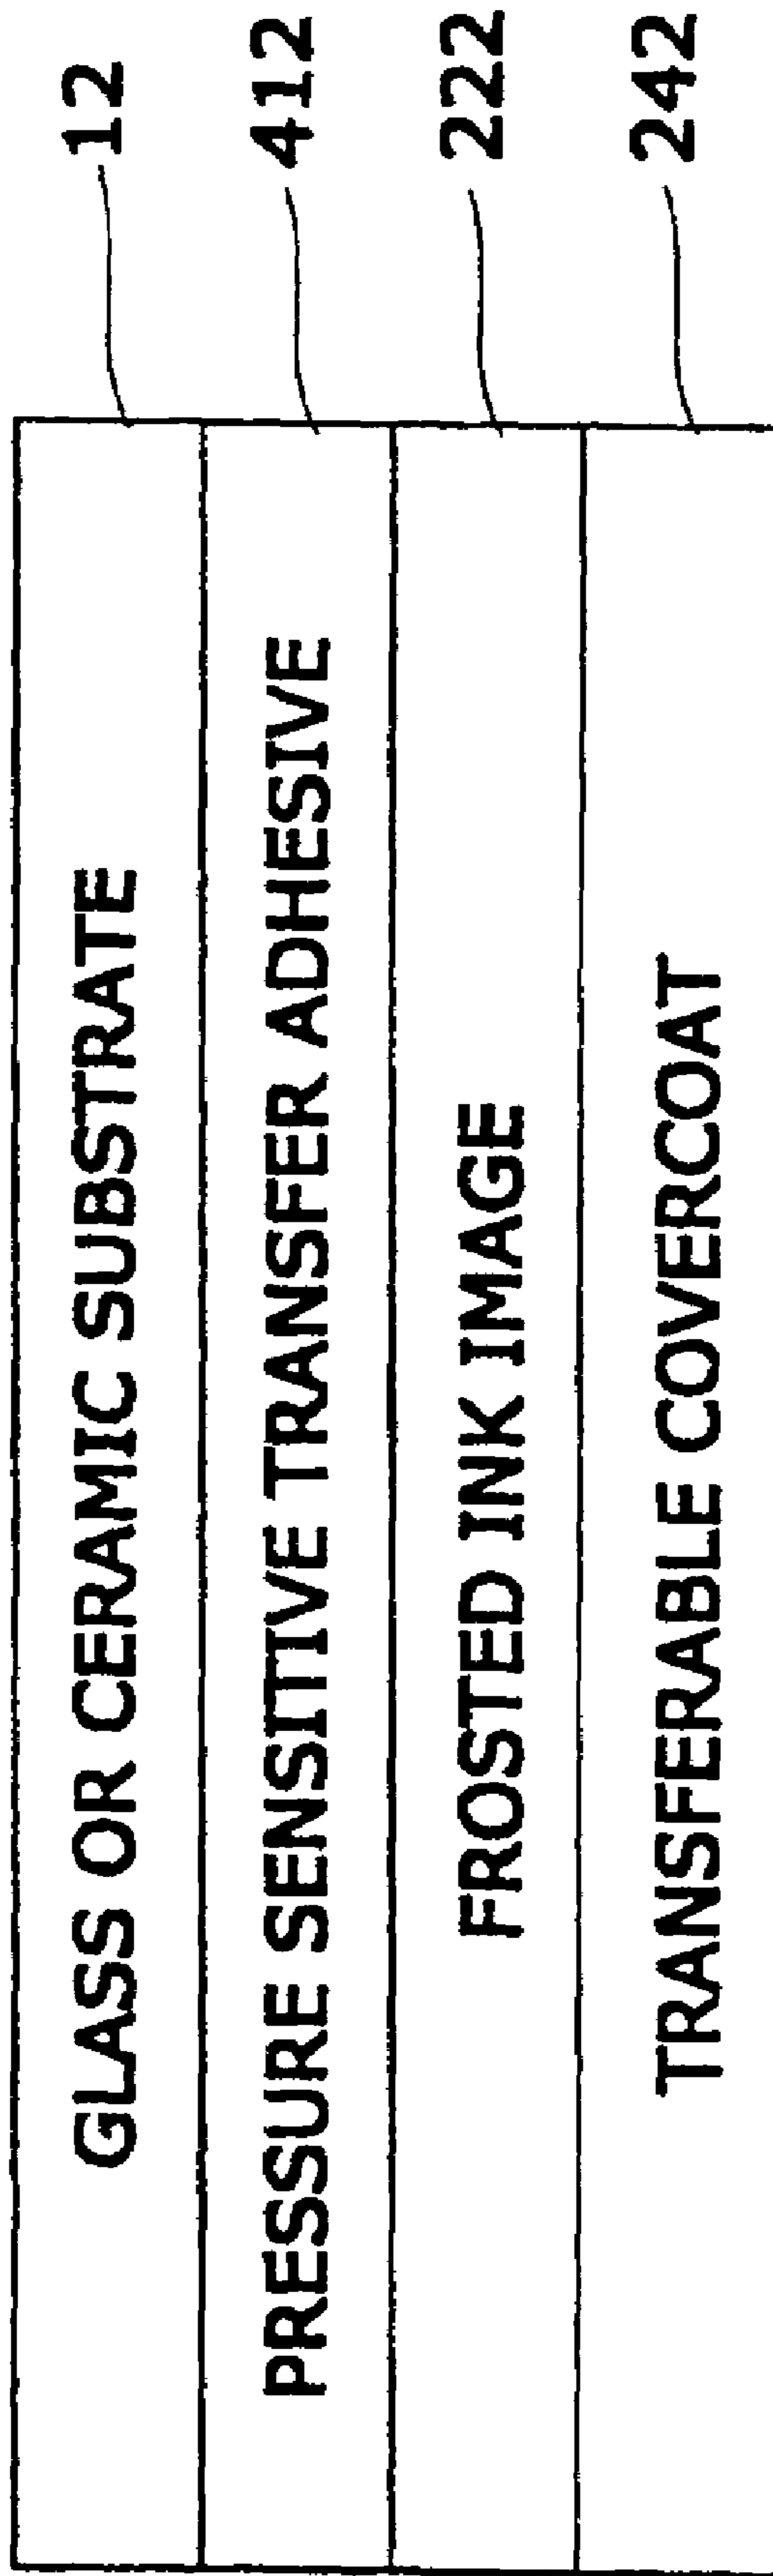 GLASS OR CERAMIC SUBSTRATE 12
PRESSURE SENSITIVE TRANSFER ADHESIVE 412
FROSTED INK IMAGE 222
TRANSFERABLE COVERCOAT 242